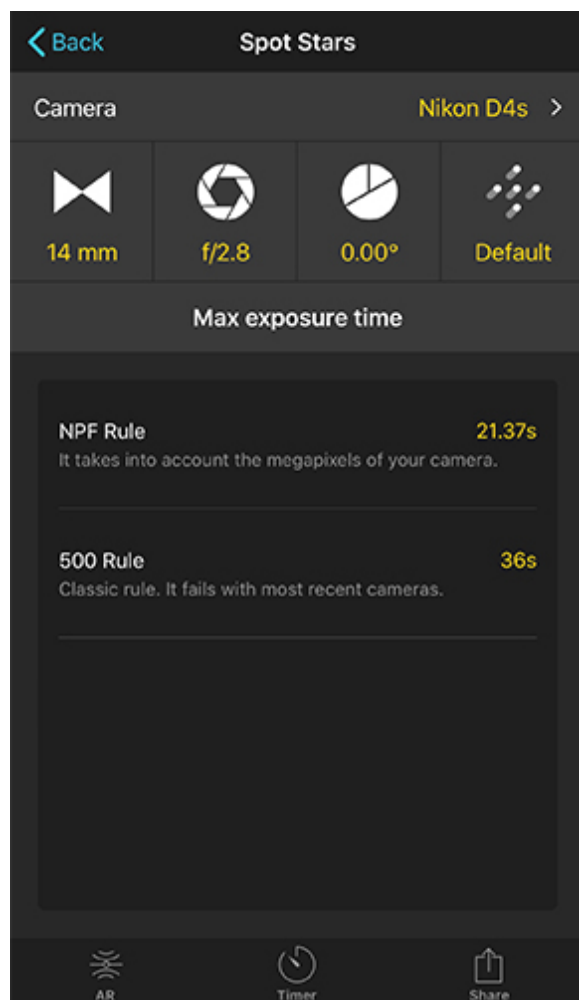 Back Spot Stars
Camera Nikon D4s
14 mm f/2.8 0.00° Default
Max exposure time
NPF Rule 21.37s
It takes into account the megapixels of your camera.
500 Rule 36s
Classic rule. It fails with most recent cameras.
AR Timer Share